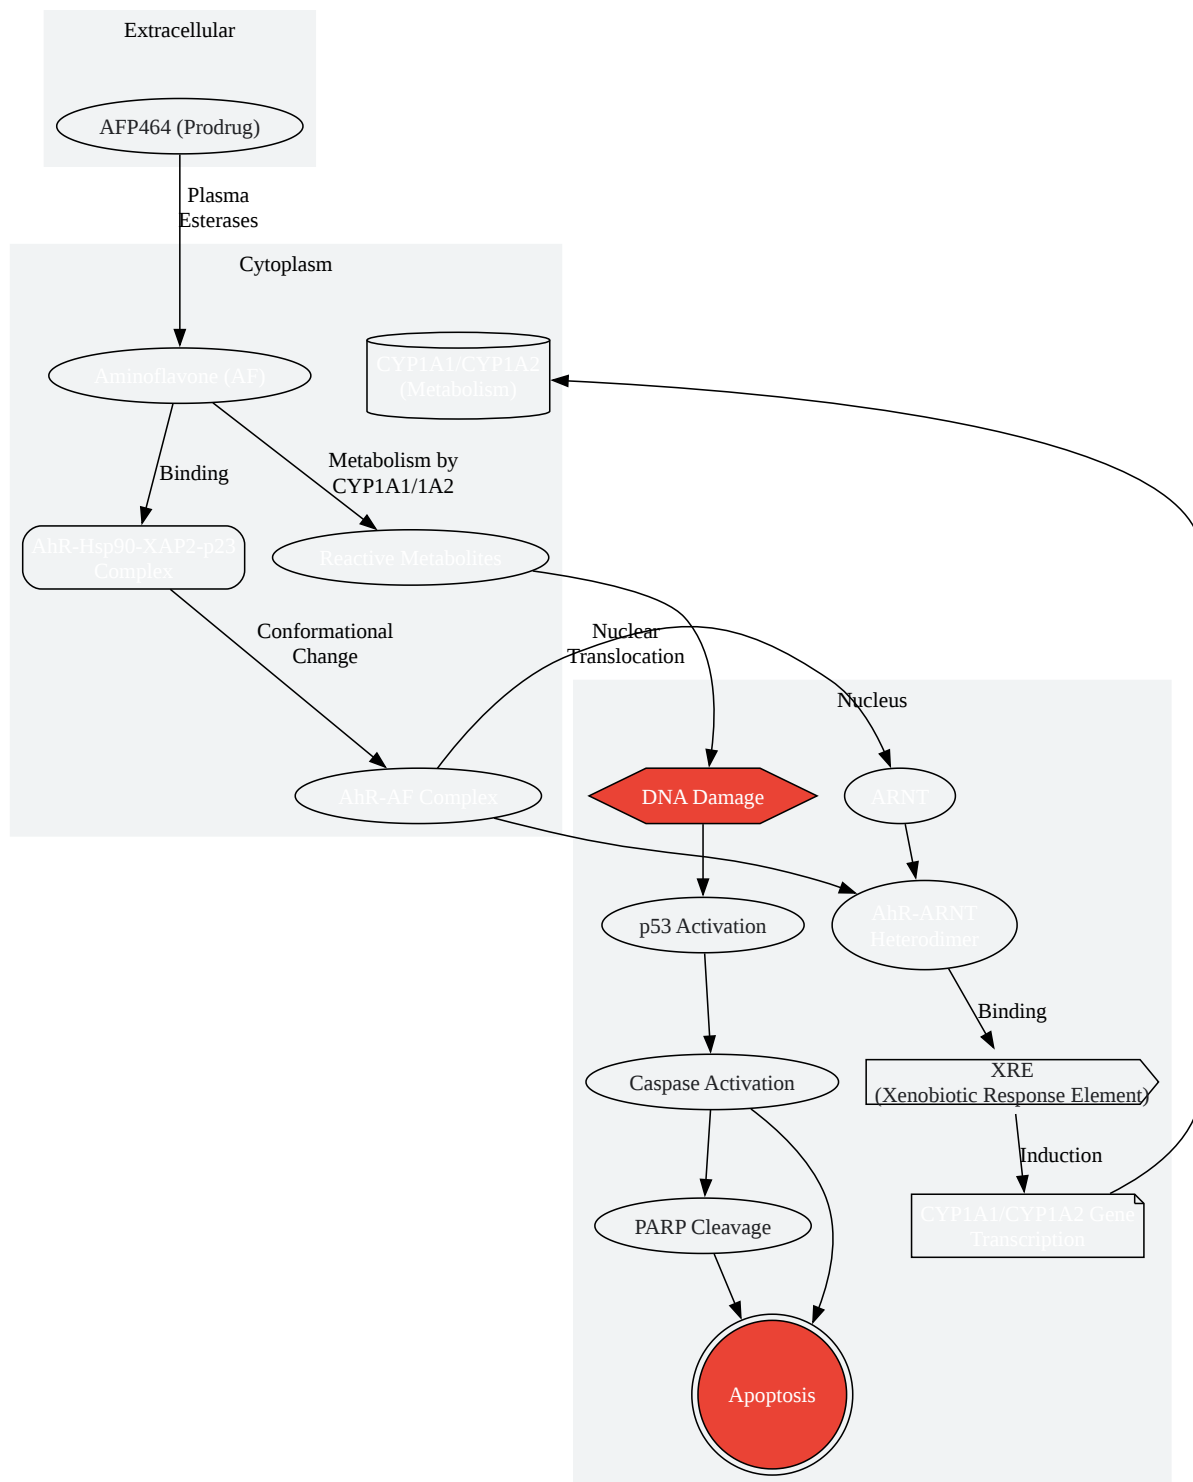 Extracellular
AFP464 (Prodrug)
Plasma
Esterases
Cytoplasm
Aminoflavone (AF)
CYP1A1/CYP1A2
(Metabolism)
Binding
Metabolism by
CYP1A1/1A2
AhR-Hsp90-XAP2-p23
Complex
Reactive Metabolites
Conformational
Change
Nuclear
Translocation
Nucleus
AhR-AF Complex
DNA Damage
ARNT
p53 Activation
AhR-ARNT
Heterodimer
Binding
Caspase Activation
XRE
(Xenobiotic Response Element)
Induction
PARP Cleavage
CYP1A1/CYP1A2 Gene
Transcription
Apoptosis